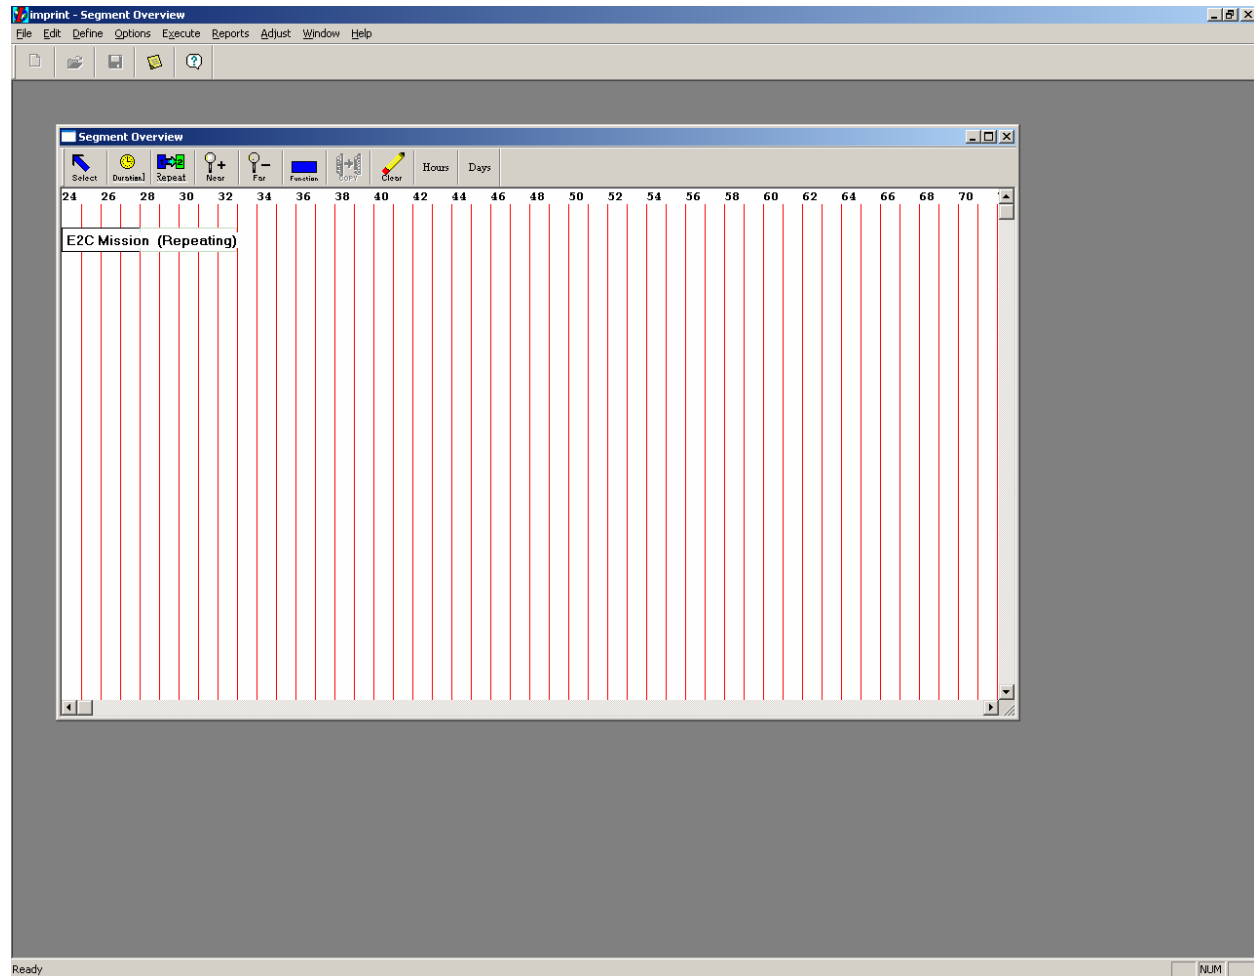 imprint - Segment Overview
File Edit Define Options Execute Reports Adjust Window Help
Segment Overview
Select Duration] Repeat Near Far Function COPY Clear Hours Days
24 26 28 30 32 34 36 38 40 42 44 46 48 50 52 54 56 58 60 62 64 66 68 70
E2C Mission (Repeating)
Ready NUM